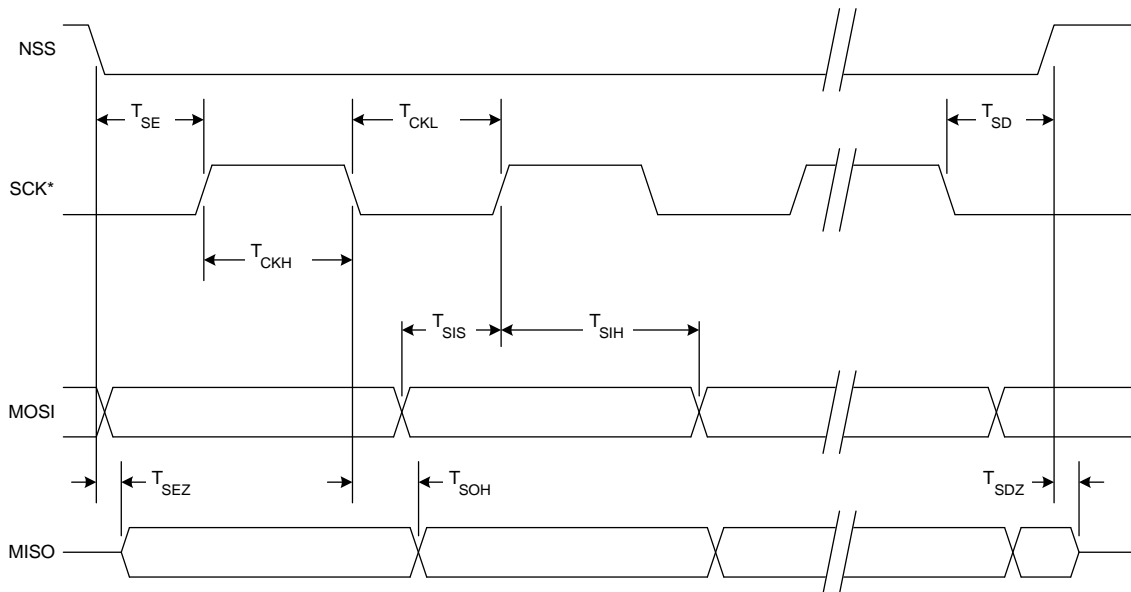 NSS
T_SE
T_CKL
T_SD
SCK*
T_CKH
T_SIS
T_SIH
MOSI
T_SEZ
T_SOH
T_SDZ
MISO